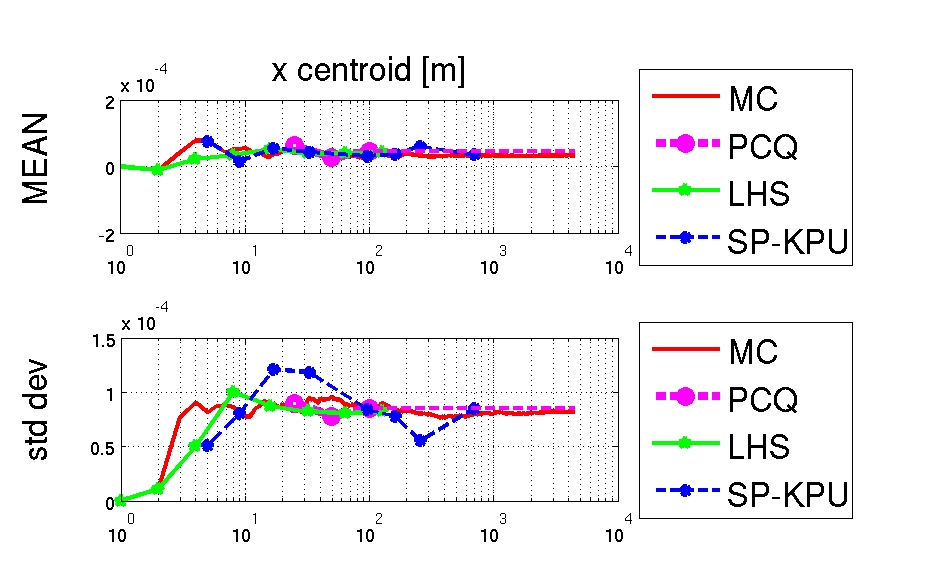 x centroid [m]
x 10^-4
MEAN
2
0
-2
10^0
10^1
10^2
10^3
10^4
MC
PCQ
LHS
SP-KPU
x 10^-4
std dev
1.5
1
0.5
0
10^0
10^1
10^2
10^3
10^4
MC
PCQ
LHS
SP-KPU